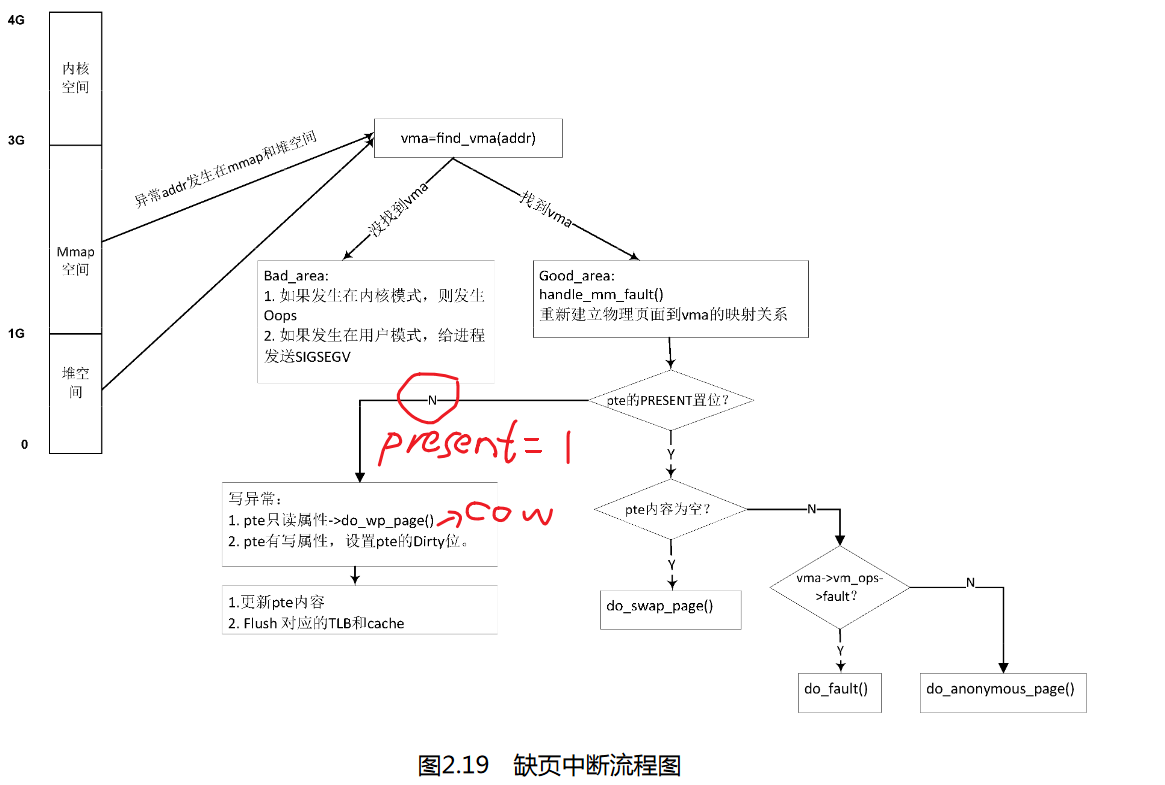 4G
内核
空间
3G
异常addr发生在mmap和堆空间
Mmap
空间
1G
堆空
间
0
vma=find_vma(addr)
没找到vma
找到vma
Bad_area:
1. 如果发生在内核模式，则发生
Oops
2. 如果发生在用户模式，给进程
发送SIGSEGV
Good_area:
handle_mm_fault()
重新建立物理页面到vma的映射关系
pte的PRESENT置位?
N
present = 1
Y
写异常:
1. pte只读属性->do_wp_page()
→cow
2. pte有写属性，设置pte的Dirty位。
1.更新pte内容
2. Flush 对应的TLB和cache
pte内容为空?
N
Y
do_swap_page()
vma->vm_ops-
>fault?
N
Y
do_fault()
do_anonymous_page()
图2.19 缺页中断流程图